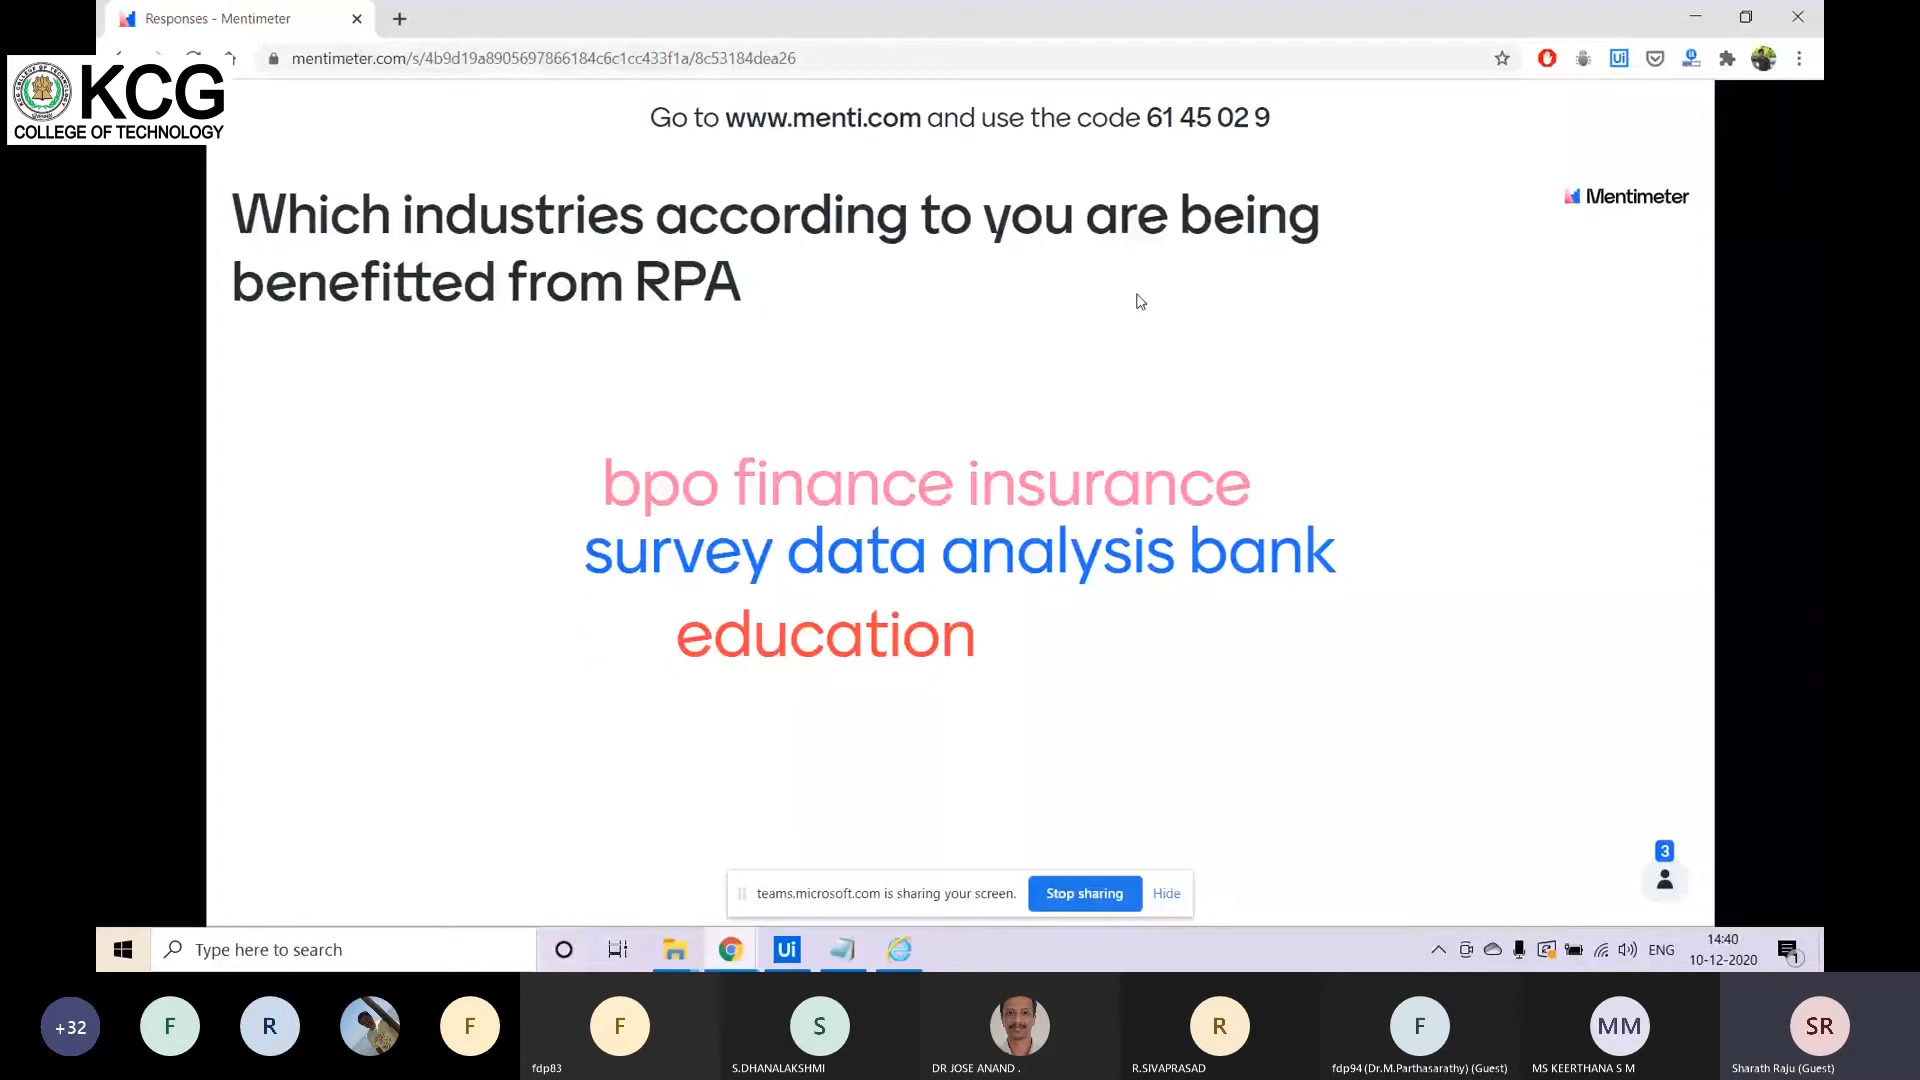 Responses - Mentimeter
mentimeter.com/s/4b9d19a8905697866184c6c1cc433f1a/8c53184dea26
KCG
COLLEGE OF TECHNOLOGY
Go to www.menti.com and use the code 61 45 02 9
Mentimeter
Which industries according to you are being
benefitted from RPA
bpo finance insurance
survey data analysis bank
education
3
teams.microsoft.com is sharing your screen. Stop sharing Hide
Type here to search
Ui
ENG
14:40
10-12-2020
1
+32 F R F F S R F MM SR
fdp83 S.DHANALAKSHMI DR JOSE ANAND . R.SIVAPRASAD fdp94 (Dr.M.Parthasarathy) (Guest) MS KEERTHANA S M Sharath Raju (Guest)